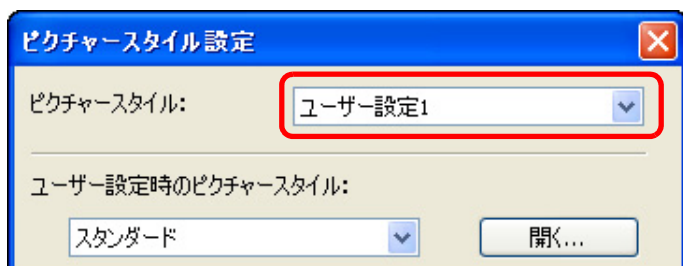 ピクチャースタイル設定
ピクチャースタイル: ユーザー設定1
ユーザー設定時のピクチャースタイル:
スタンダード 開く...